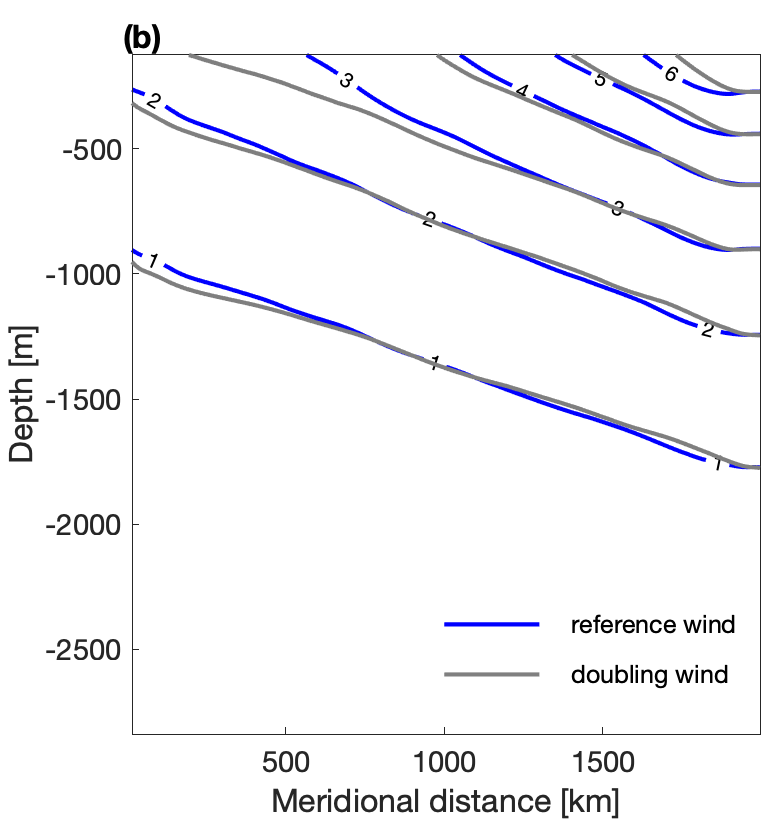 (b)
6
5
3
4
2
-500
3
2
1
-1000
2
1
1
-1500
-2000
reference wind
-2500
doubling wind
500 1000 1500
Meridional distance [km]
Depth [m]